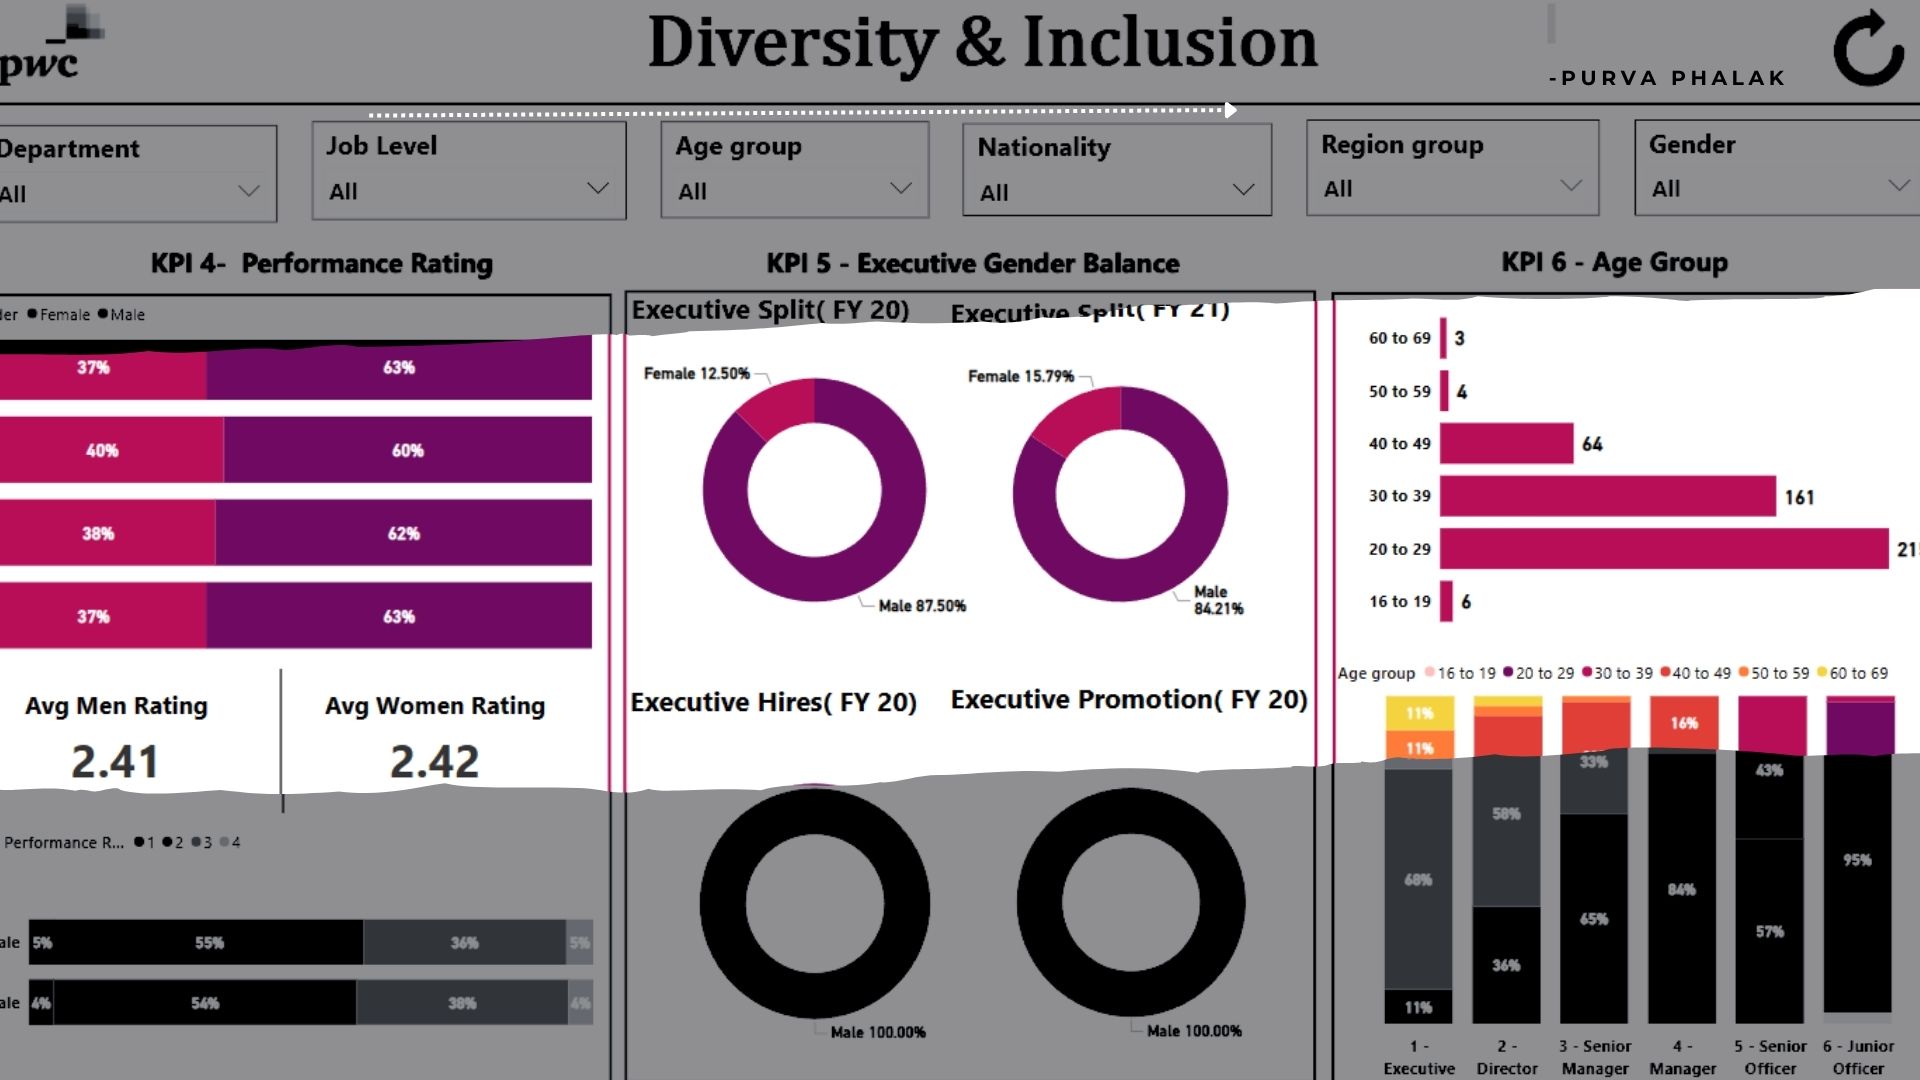 pwc
Diversity & Inclusion
-PURVA PHALAK
Department
All
Job Level
All
Age group
All
Nationality
All
Region group
All
Gender
All
KPI 4- Performance Rating
Female Male
37% 63%
40% 60%
38% 62%
37% 63%
Avg Men Rating
2.41
Avg Women Rating
2.42
Performance R... 1 2 3 4
5% 55% 36% 5%
4% 54% 38% 4%
KPI 5 - Executive Gender Balance
Executive Split( FY 20)
Female 12.50%
Male 87.50%
Executive Split( FY 21)
Female 15.79%
Male
84.21%
Executive Hires( FY 20)
Male 100.00%
Executive Promotion( FY 20)
Male 100.00%
KPI 6 - Age Group
60 to 69 3
50 to 59 4
40 to 49 64
30 to 39 161
20 to 29
16 to 19 6
Age group 16 to 19 20 to 29 30 to 39 40 to 49 50 to 59 60 to 69
11%
11%
68%
11%
1 -
Executive
58%
36%
2 -
Director
33%
65%
3 - Senior
Manager
16%
84%
4 -
Manager
43%
57%
5 - Senior
Officer
95%
6 - Junior
Officer